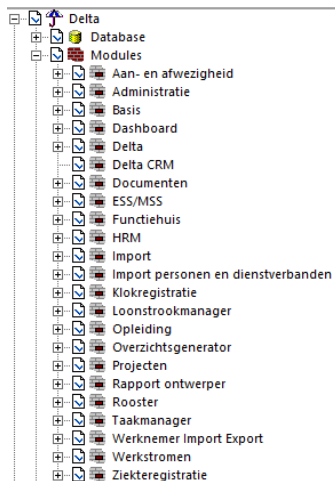 Delta
Database
Modules
Aan- en afwezigheid
Administratie
Basis
Dashboard
Delta
Delta CRM
Documenten
ESS/MSS
Functiehuis
HRM
Import
Import personen en dienstverbanden
Klokregistratie
Loonstrookmanager
Opleiding
Overzichtsgenerator
Projecten
Rapport ontwerper
Rooster
Taakmanager
Werknemer Import Export
Werkstromen
Ziekteregistratie